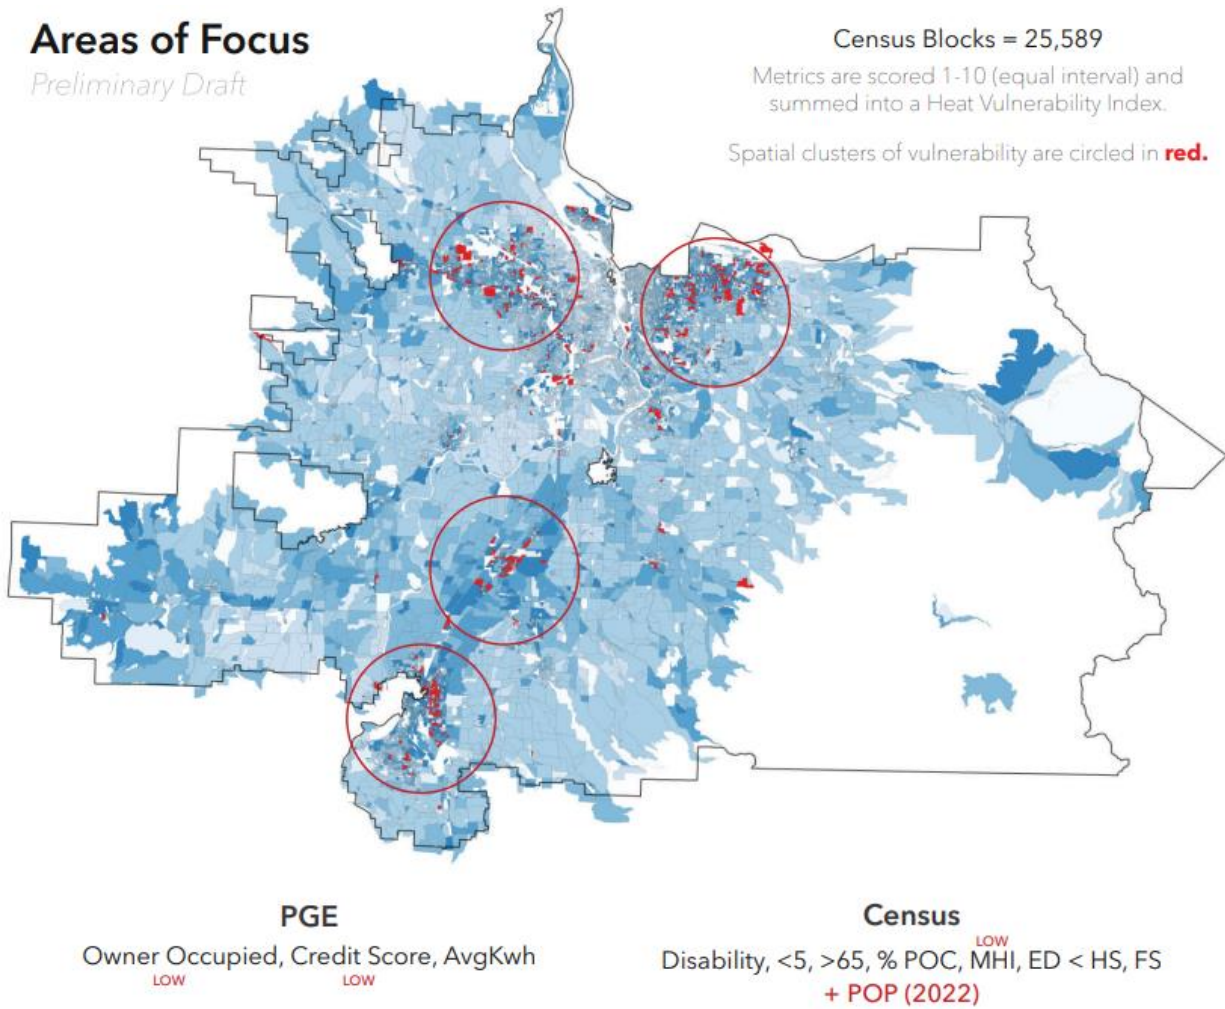 Areas of Focus
Preliminary Draft
Census Blocks = 25,589
Metrics are scored 1-10 (equal interval) and
summed into a Heat Vulnerability Index.
Spatial clusters of vulnerability are circled in red.
PGE
Owner Occupied, Credit Score, AvgKwh
LOW LOW
Census
LOW
Disability, <5, >65, % POC, MHI, ED < HS, FS
+ POP (2022)